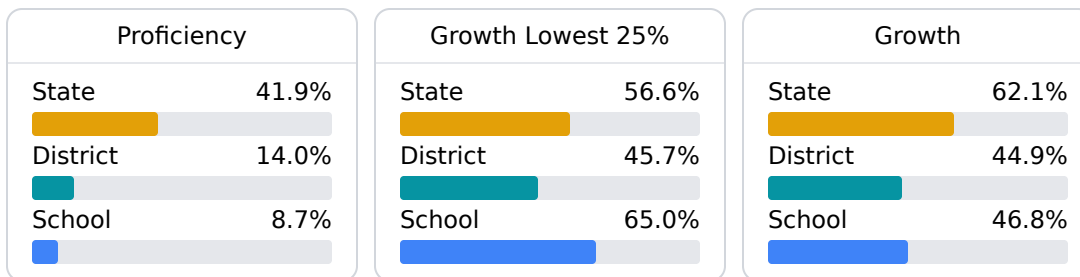 Proficiency
State 41.9%
District 14.0%
School 8.7%
Growth Lowest 25%
State 56.6%
District 45.7%
School 65.0%
Growth
State 62.1%
District 44.9%
School 46.8%